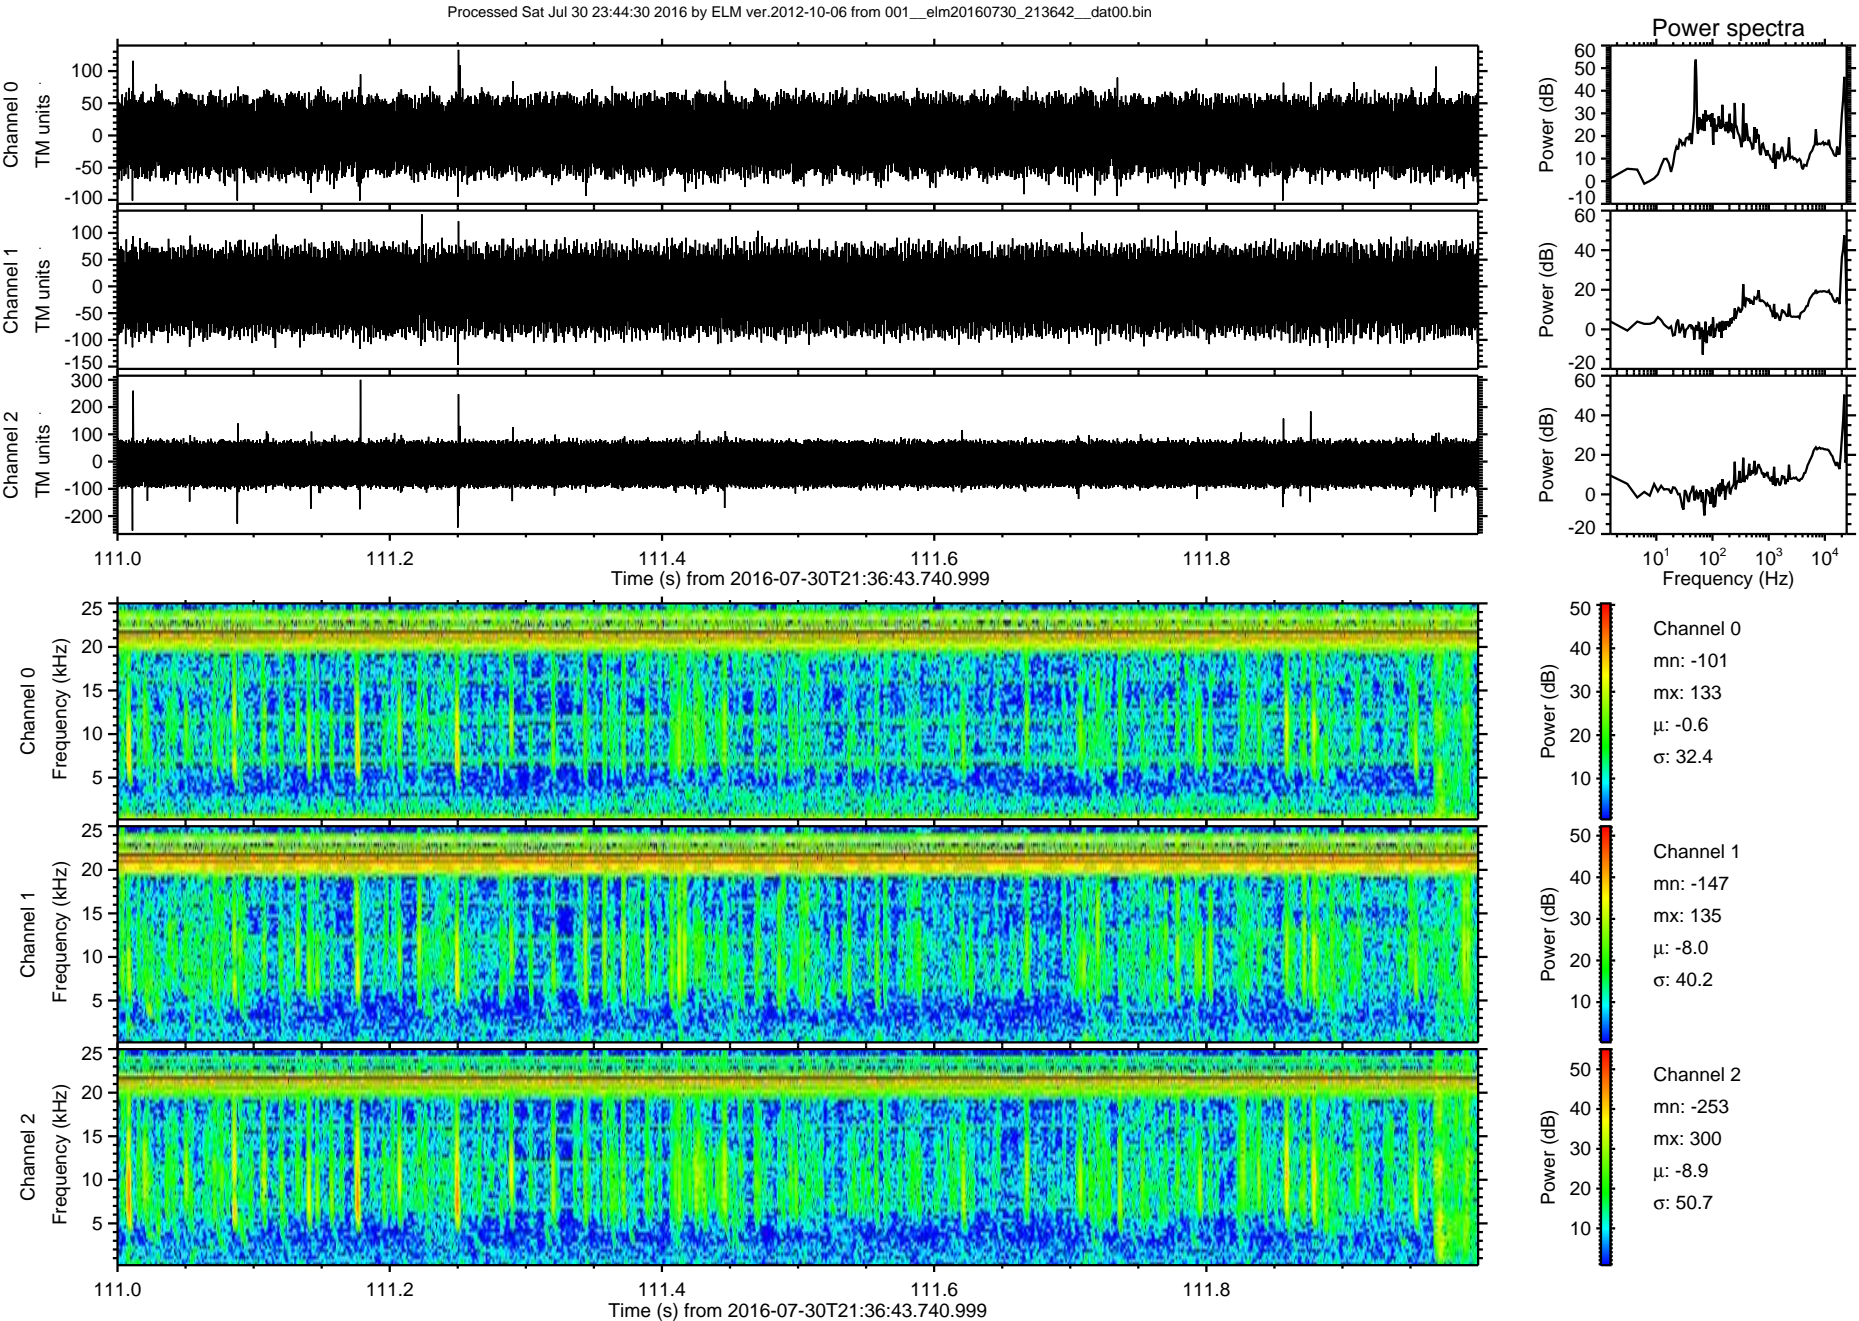 Processed Sat Jul 30 23:44:30 2016 by ELM ver.2012-10-06 from 001__elm20160730_213642__dat00.bin
Power spectra
Channel 0
TM units
100
50
0
-50
-100
Power (dB)
60
50
40
30
20
10
0
-10
Channel 1
TM units
100
50
0
-50
-100
-150
Power (dB)
60
40
20
0
-20
Channel 2
TM units
300
200
100
0
-100
-200
Power (dB)
60
40
20
0
-20
111.0 111.2 111.4 111.6 111.8
Time (s) from 2016-07-30T21:36:43.740.999
10^1 10^2 10^3 10^4
Frequency (Hz)
Channel 0
Frequency (kHz)
25
20
15
10
5
Power (dB)
50
40
30
20
10
Channel 0
mn: -101
mx: 133
μ: -0.6
σ: 32.4
Channel 1
Frequency (kHz)
25
20
15
10
5
Power (dB)
50
40
30
20
10
Channel 1
mn: -147
mx: 135
μ: -8.0
σ: 40.2
Channel 2
Frequency (kHz)
25
20
15
10
5
Power (dB)
50
40
30
20
10
Channel 2
mn: -253
mx: 300
μ: -8.9
σ: 50.7
111.0 111.2 111.4 111.6 111.8
Time (s) from 2016-07-30T21:36:43.740.999